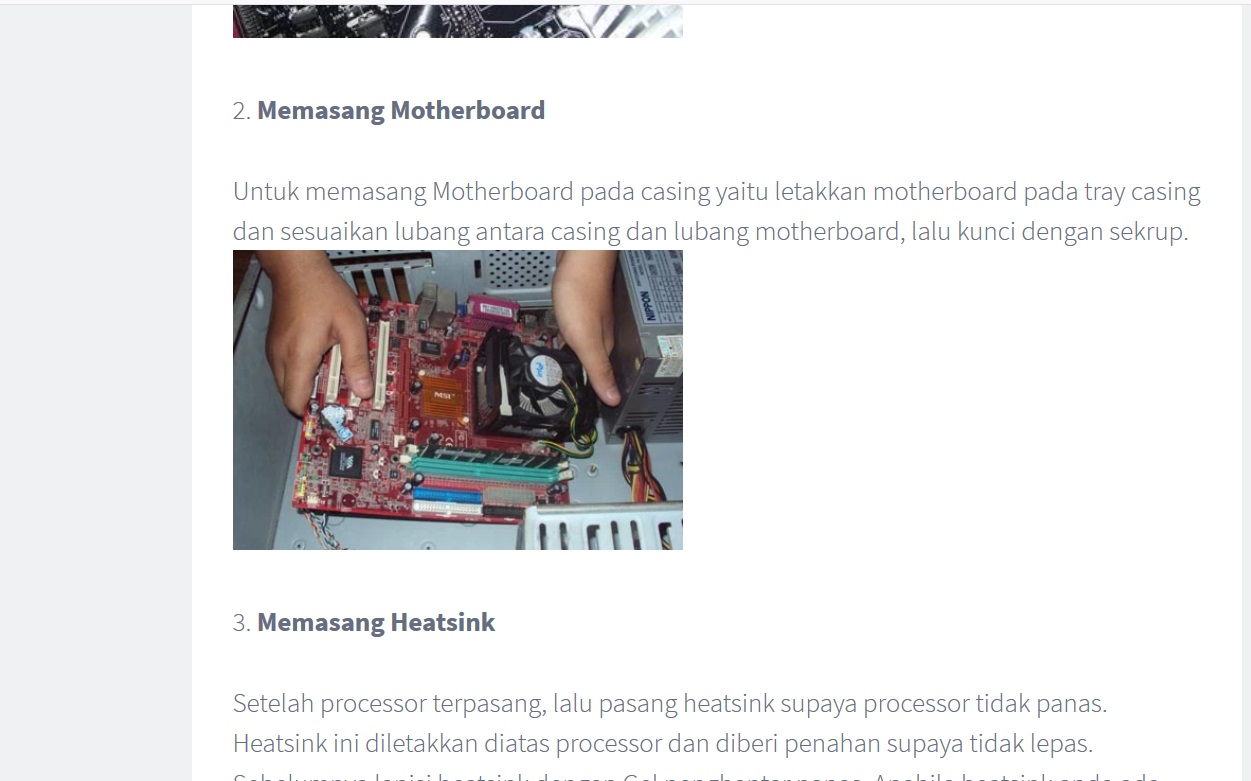 2. Memasang Motherboard
Untuk memasang Motherboard pada casing yaitu letakkan motherboard pada tray casing
dan sesuaikan lubang antara casing dan lubang motherboard, lalu kunci dengan sekrup.
NIPPON
MSI
VIA
3. Memasang Heatsink
Setelah processor terpasang, lalu pasang heatsink supaya processor tidak panas.
Heatsink ini diletakkan diatas processor dan diberi penahan supaya tidak lepas.